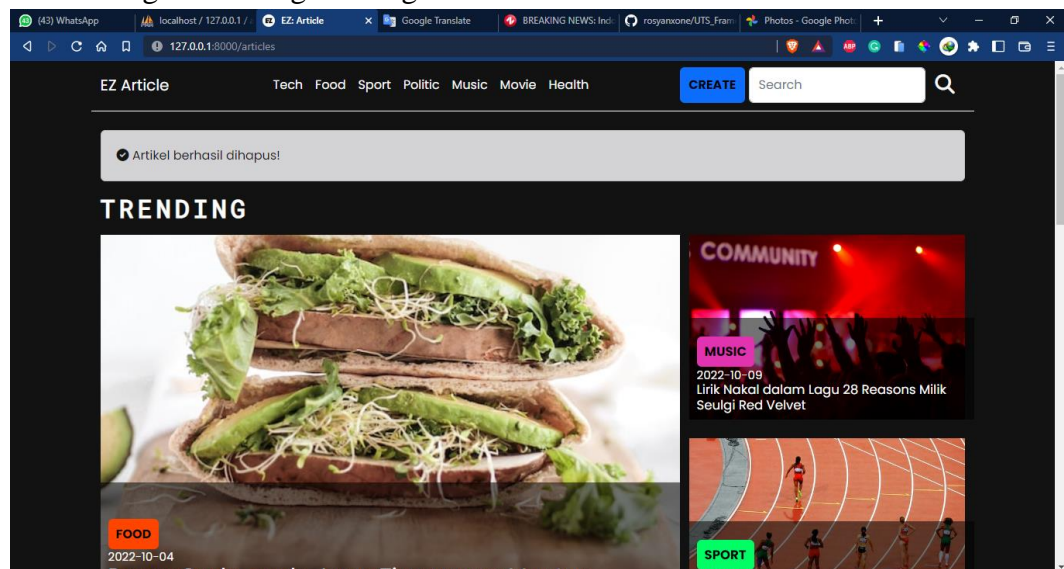 (43) WhatsApp
localhost / 127.0.0.1 /
EZ: Article
Google Translate
BREAKING NEWS: Ind
rosyanxone/UTS_Fram
Photos - Google Phot
127.0.0.1:8000/articles
EZ Article
Tech Food Sport Politic Music Movie Health
CREATE
Search
Artikel berhasil dihapus!
TRENDING
COMMUNITY
MUSIC
2022-10-09
Lirik Nakal dalam Lagu 28 Reasons Milik
Seulgi Red Velvet
FOOD
2022-10-04
SPORT